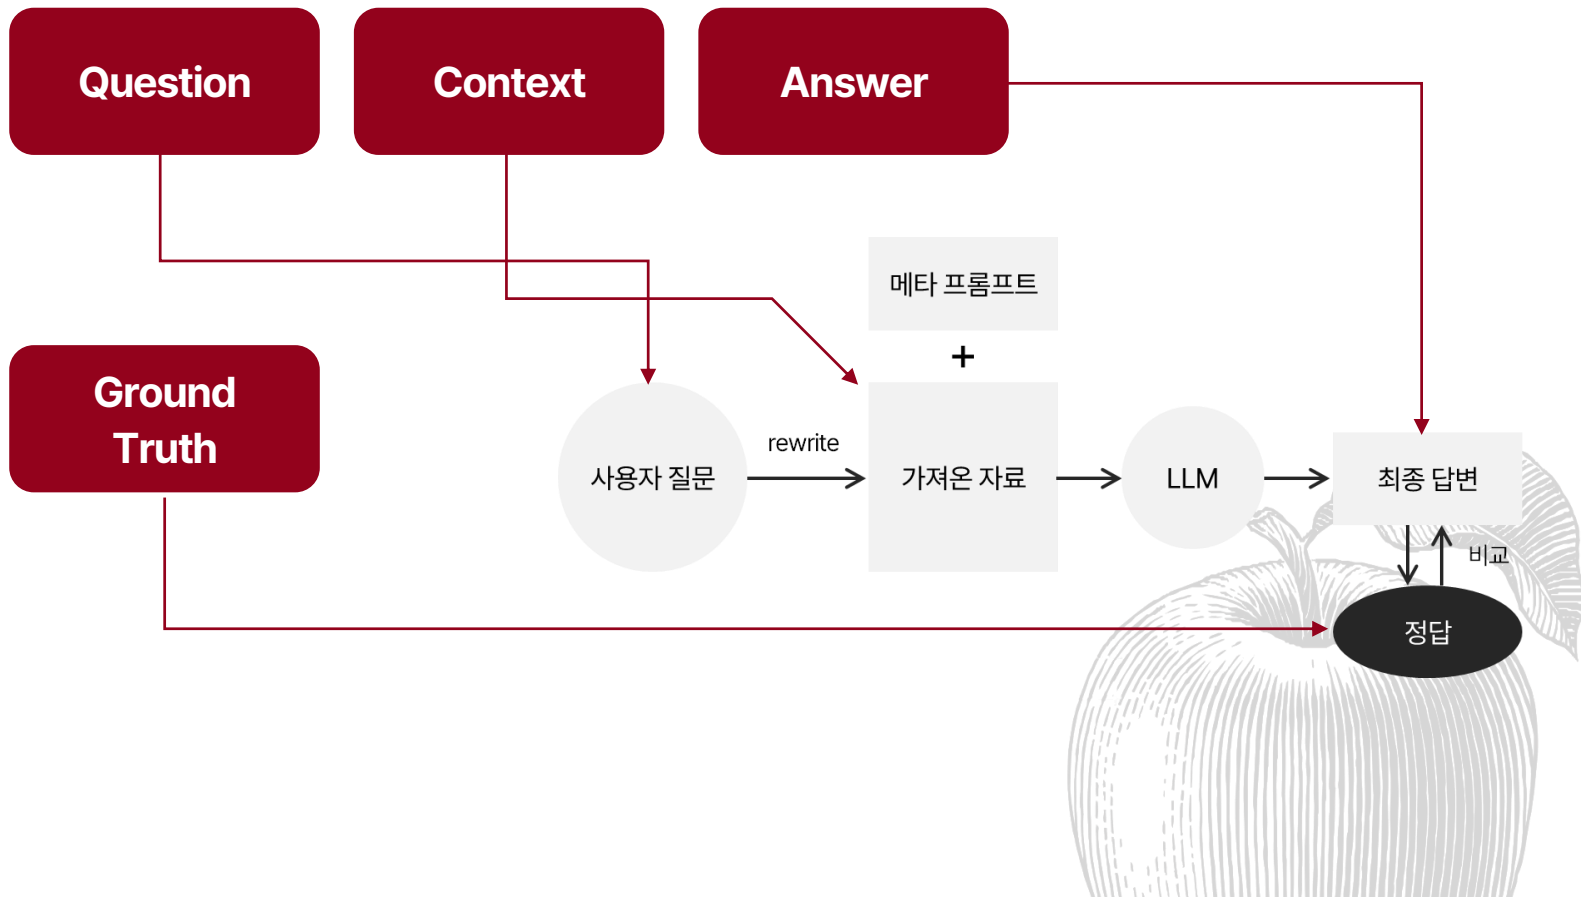 Question
Context
Answer
메타 프롬프트
+
Ground
Truth
사용자 질문
rewrite
가져온 자료
LLM
최종 답변
비교
정답